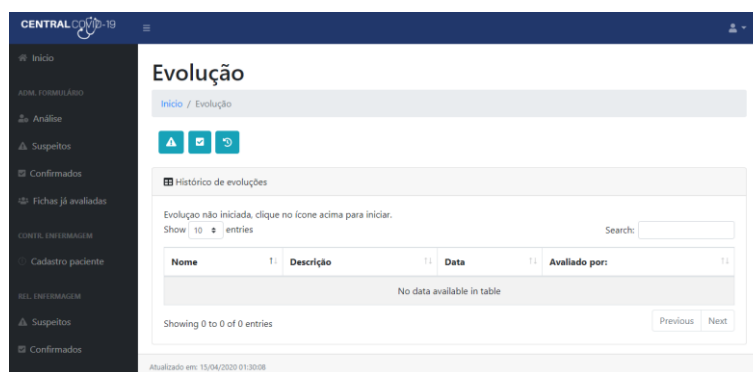 CENTRAL COVID-19
Início
ADM. FORMULÁRIO
Análise
Suspeitos
Confirmados
Fichas já avaliadas
CONTR. ENFERMAGEM
Cadastro paciente
REL. ENFERMAGEM
Suspeitos
Confirmados
Evolução
Início / Evolução
Histórico de evoluções
Evoluçao não iniciada, clique no ícone acima para iniciar.
Show 10 entries Search:
Nome Descrição Data Avaliado por:
No data available in table
Showing 0 to 0 of 0 entries Previous Next
Atualizado em: 15/04/2020 01:30:08